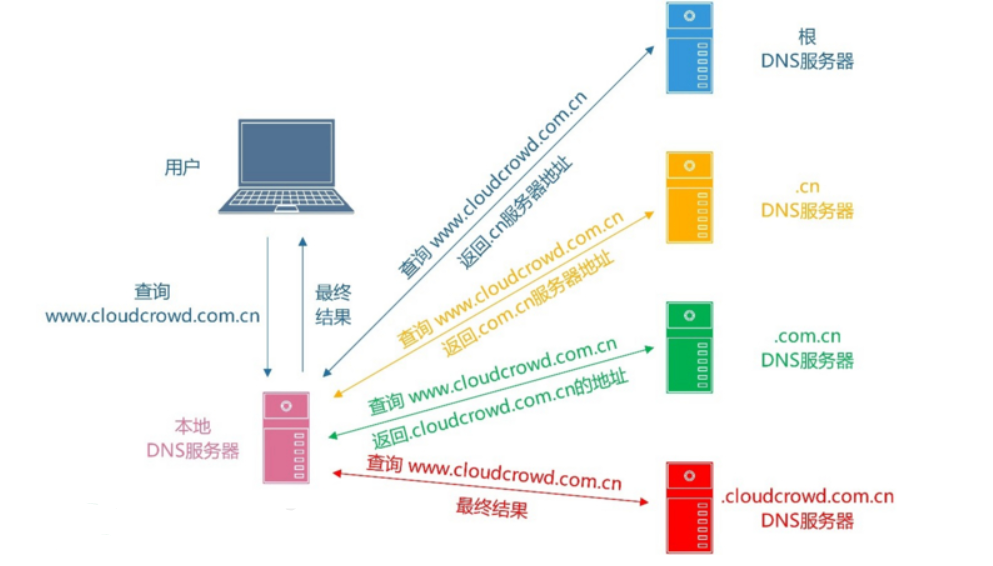 根
DNS服务器
用户
查询 www.cloudcrowd.com.cn
返回.cn服务器地址
.cn
DNS服务器
查询
www.cloudcrowd.com.cn
最终
结果
查询 www.cloudcrowd.com.cn
返回.com.cn服务器地址
.com.cn
DNS服务器
查询 www.cloudcrowd.com.cn
返回.cloudcrowd.com.cn的地址
本地
DNS服务器
查询 www.cloudcrowd.com.cn
最终结果
.cloudcrowd.com.cn
DNS服务器